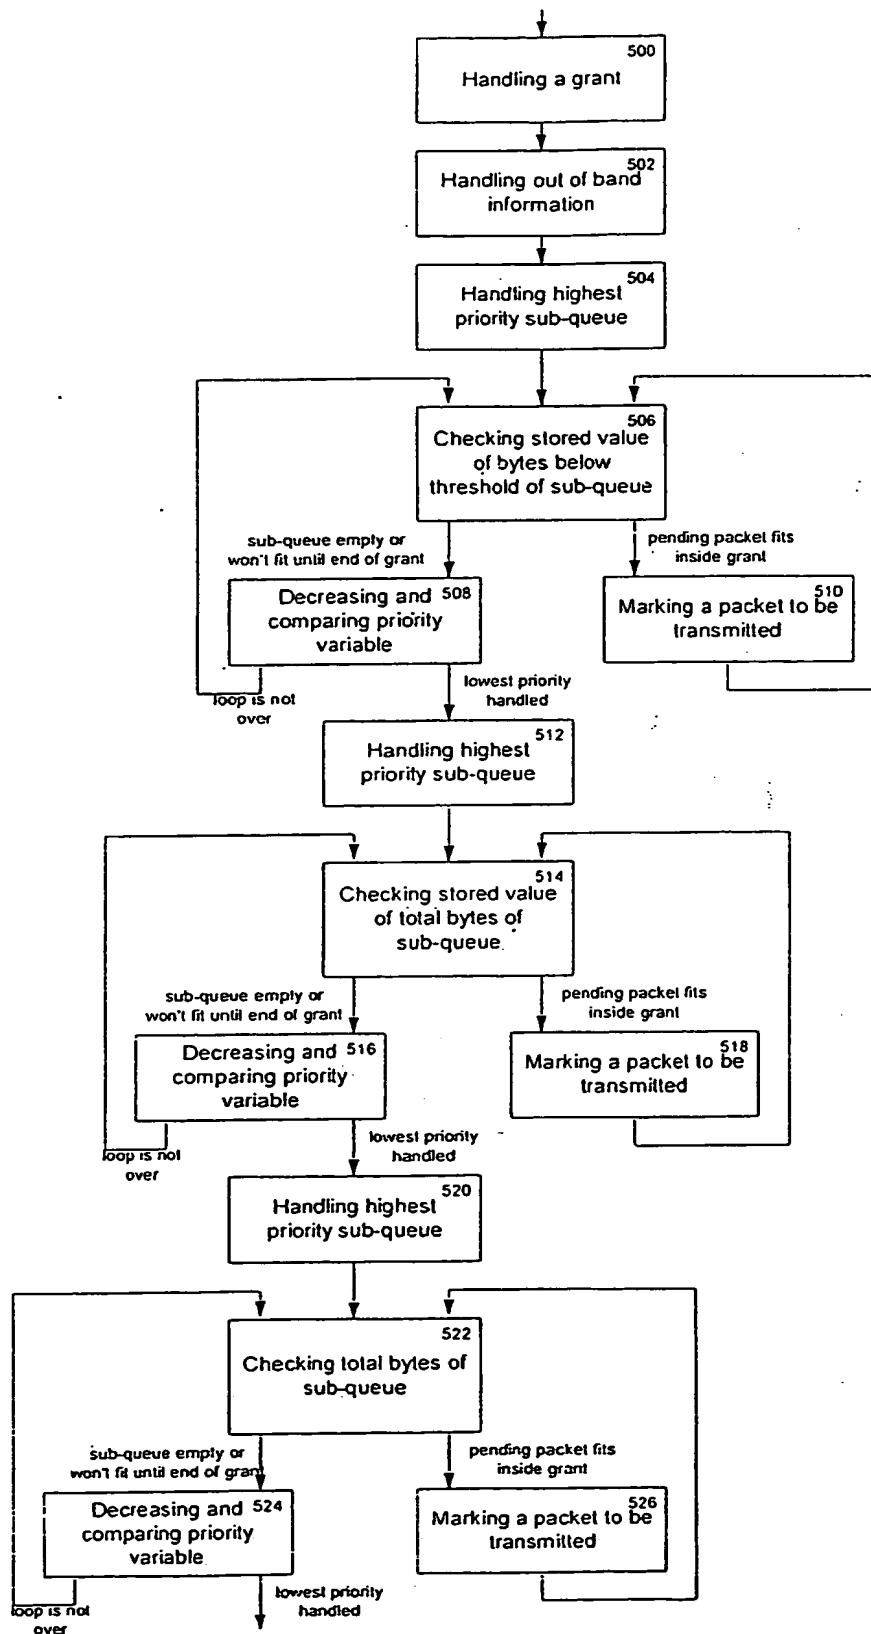 500
Handling a grant
502
Handling out of band
information
504
Handling highest
priority sub-queue
506
Checking stored value
of bytes below
threshold of sub-queue
sub-queue empty or
won't fit until end of grant
pending packet fits
inside grant
508
Decreasing and
comparing priority
variable
510
Marking a packet to be
transmitted
loop is not
over
lowest priority
handled
512
Handling highest
priority sub-queue
514
Checking stored value
of total bytes of
sub-queue
sub-queue empty or
won't fit until end of grant
pending packet fits
inside grant
516
Decreasing and
comparing priority
variable
518
Marking a packet to be
transmitted
loop is not
over
lowest priority
handled
520
Handling highest
priority sub-queue
522
Checking total bytes of
sub-queue
sub-queue empty or
won't fit until end of grant
pending packet fits
inside grant
524
Decreasing and
comparing priority
variable
526
Marking a packet to be
transmitted
loop is not
over
lowest priority
handled